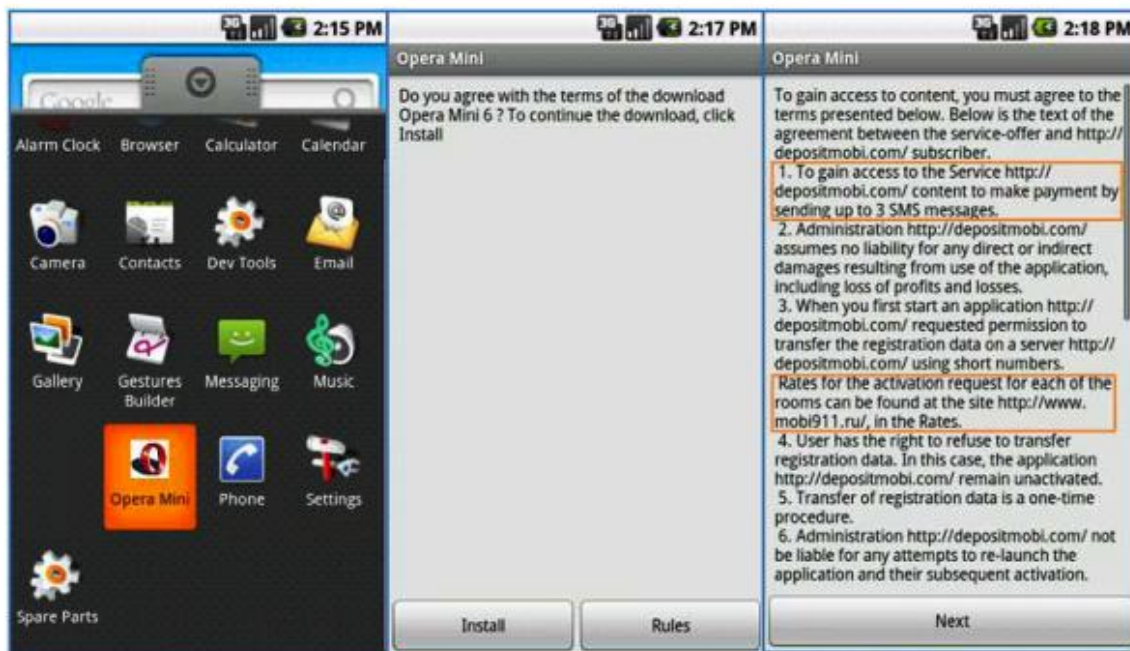 3G 2:15 PM
Google
Alarm Clock Browser Calculator Calendar
Camera Contacts Dev Tools Email
Gallery Gestures Builder Messaging Music
Opera Mini Phone Settings
Spare Parts
3G 2:17 PM
Opera Mini
Do you agree with the terms of the download
Opera Mini 6 ? To continue the download, click
Install
Install Rules
3G 2:18 PM
Opera Mini
To gain access to content, you must agree to the
terms presented below. Below is the text of the
agreement between the service-offer and http://
depositmobi.com/ subscriber.
1. To gain access to the Service http://
depositmobi.com/ content to make payment by
sending up to 3 SMS messages.
2. Administration http://depositmobi.com/
assumes no liability for any direct or indirect
damages resulting from use of the application,
including loss of profits and losses.
3. When you first start an application http://
depositmobi.com/ requested permission to
transfer the registration data on a server http://
depositmobi.com/ using short numbers.
Rates for the activation request for each of the
rooms can be found at the site http://www.
mobi911.ru/, in the Rates.
4. User has the right to refuse to transfer
registration data. In this case, the application
http://depositmobi.com/ remain unactivated.
5. Transfer of registration data is a one-time
procedure.
6. Administration http://depositmobi.com/ not
be liable for any attempts to re-launch the
application and their subsequent activation.
Next